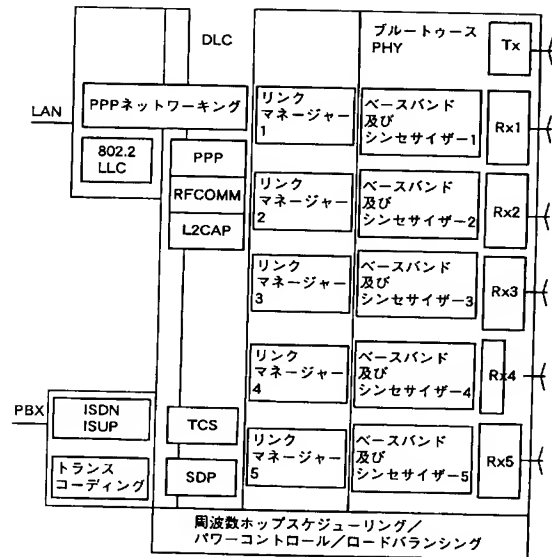 DLC
ブルートゥース
PHY
Tx
LAN
PPPネットワーキング
リンク
マネージャー
1
ベースバンド
及び
シンセサイザー1
Rx1
802.2
LLC
PPP
RFCOMM
L2CAP
リンク
マネージャー
2
ベースバンド
及び
シンセサイザー2
Rx2
リンク
マネージャー
3
ベースバンド
及び
シンセサイザー3
Rx3
リンク
マネージャー
4
ベースバンド
及び
シンセサイザー4
Rx4
PBX
ISDN
ISUP
TCS
リンク
マネージャー
5
ベースバンド
及び
シンセサイザー5
Rx5
トランス
コーディング
SDP
周波数ホップスケジューリング/
パワーコントロール/ロードバランシング